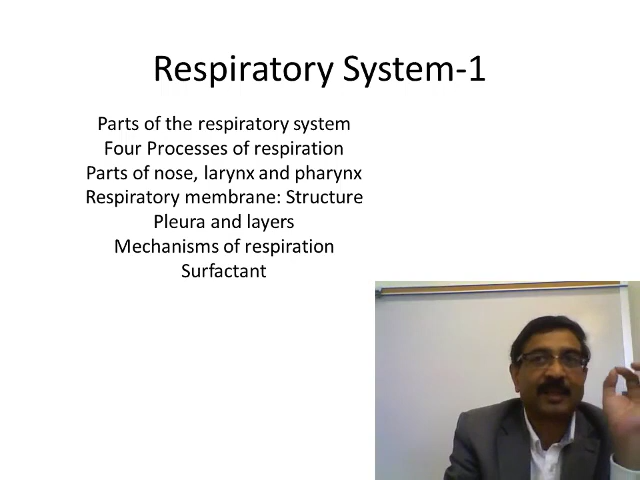 Respiratory System-1
Parts of the respiratory system
Four Processes of respiration
Parts of nose, larynx and pharynx
Respiratory membrane: Structure
Pleura and layers
Mechanisms of respiration
Surfactant